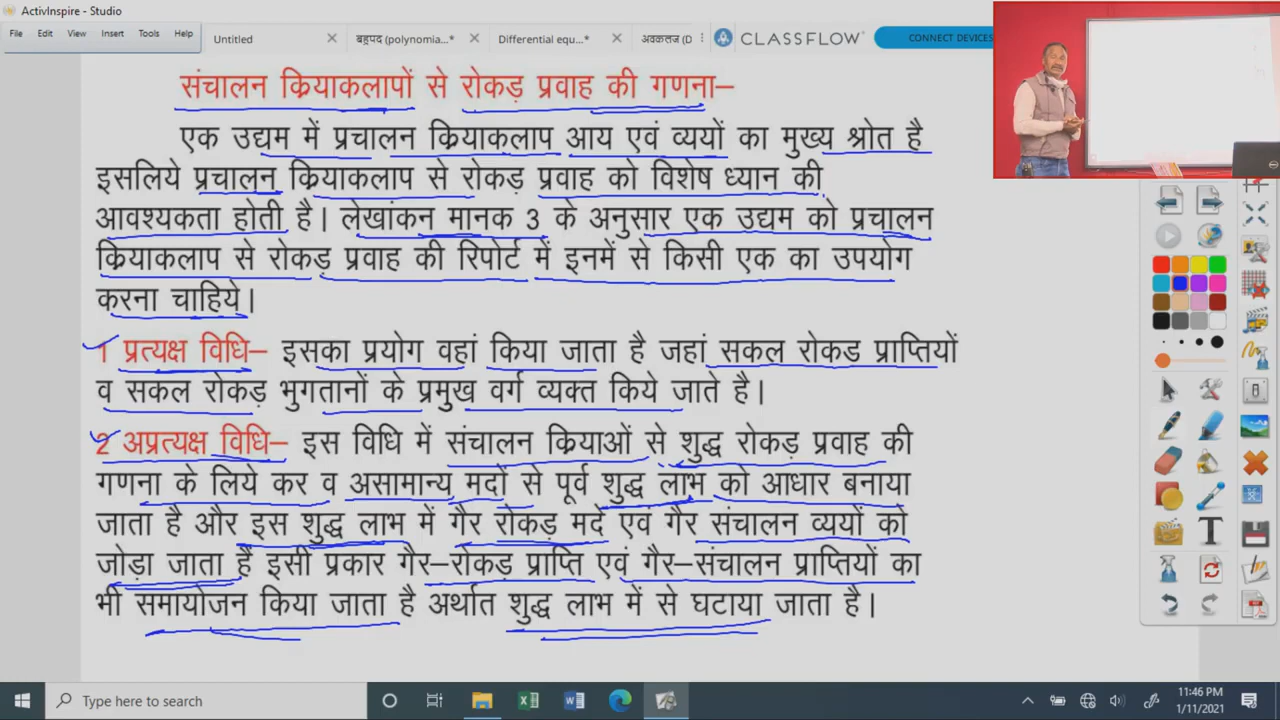 ActivInspire - Studio
File Edit View Insert Tools Help
Untitled
बहुपद (polynomia...*
Differential equ...*
अवकलज (D
CLASSFLOW
CONNECT DEVICES
संचालन क्रियाकलापों से रोकड़ प्रवाह की गणना–
एक उद्यम में प्रचालन क्रियाकलाप आय एवं व्ययों का मुख्य श्रोत है
इसलिये प्रचालन क्रियाकलाप से रोकड़ प्रवाह को विशेष ध्यान की
आवश्यकता होती है। लेखांकन मानक 3 के अनुसार एक उद्यम को प्रचालन
क्रियाकलाप से रोकड़ प्रवाह की रिपोर्ट में इनमें से किसी एक का उपयोग
करना चाहिये।
1 प्रत्यक्ष विधि– इसका प्रयोग वहां किया जाता है जहां सकल रोकड प्राप्तियों
व सकल रोकड़ भुगतानों के प्रमुख वर्ग व्यक्त किये जाते है।
2 अप्रत्यक्ष विधि– इस विधि में संचालन क्रियाओं से शुद्ध रोकड़ प्रवाह की
गणना के लिये कर व असामान्य मदों से पूर्व शुद्ध लाभ को आधार बनाया
जाता है और इस शुद्ध लाभ में गैर रोकड़ मदें एवं गैर संचालन व्ययों को
जोड़ा जाता है इसी प्रकार गैर–रोकड़ प्राप्ति एवं गैर–संचालन प्राप्तियों का
भी समायोजन किया जाता है अर्थात शुद्ध लाभ में से घटाया जाता है।
Type here to search
11:46 PM
1/11/2021